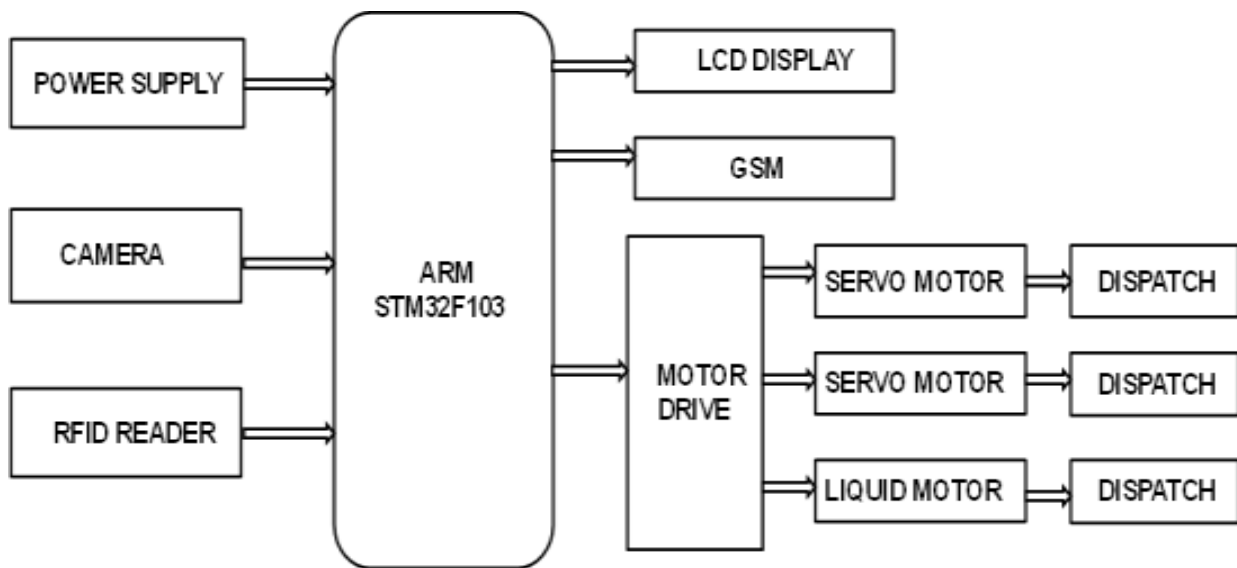 POWER SUPPLY
CAMERA
RFID READER
ARM
STM32F103
LCD DISPLAY
GSM
MOTOR
DRIVE
SERVO MOTOR
DISPATCH
SERVO MOTOR
DISPATCH
LIQUID MOTOR
DISPATCH